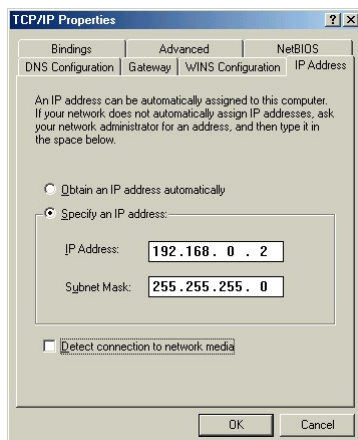 TCP/IP Properties
Bindings Advanced NetBIOS
DNS Configuration Gateway WINS Configuration IP Address
An IP address can be automatically assigned to this computer.
If your network does not automatically assign IP addresses, ask
your network administrator for an address, and then type it in
the space below.
Obtain an IP address automatically
Specify an IP address:
IP Address: 192.168. 0 . 2
Subnet Mask: 255.255.255. 0
Detect connection to network media
OK Cancel